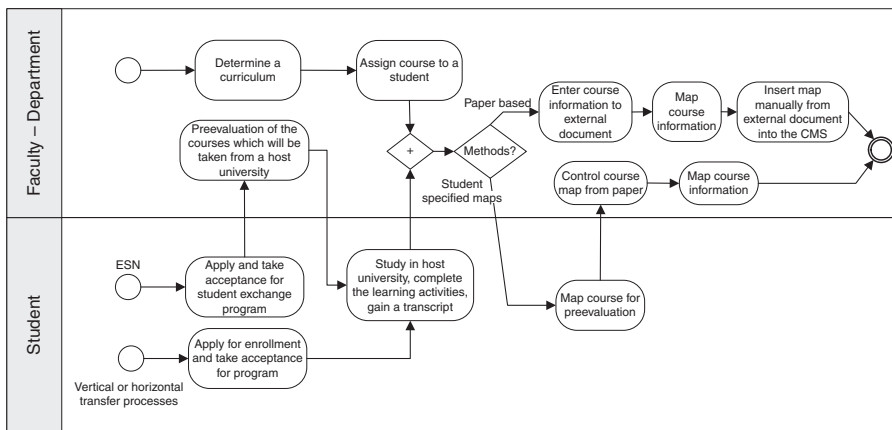 Faculty – Department
Determine a
curriculum
Assign course to a
student
Paper based
Enter course
information to
external
document
Map
course
information
Insert map
manually from
external document
into the CMS
Preevaluation of the
courses which will be
taken from a host
university
+
Methods?
Student
specified maps
Control course
map from paper
Map course
information
Student
ESN
Apply and take
acceptance for
student exchange
program
Study in host
university, complete
the learning activities,
gain a transcript
Map course for
preevaluation
Apply for enrollment
and take acceptance
for program
Vertical or horizontal
transfer processes